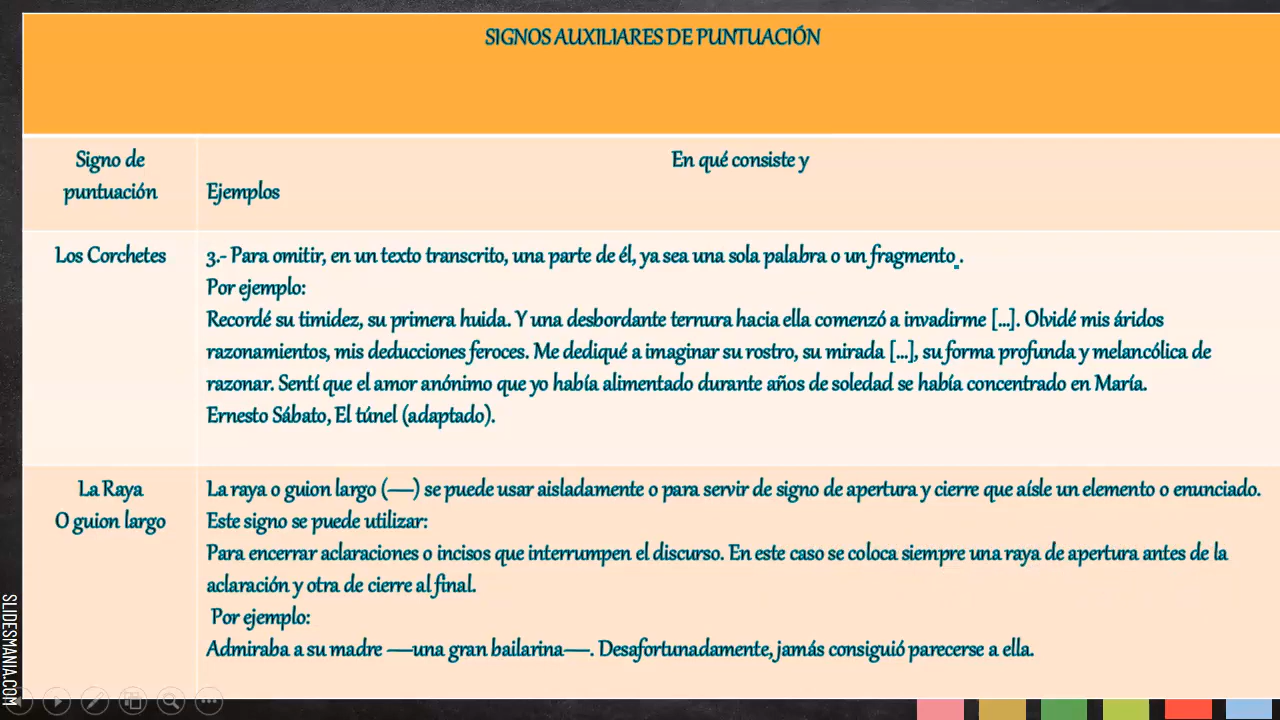 SIGNOS AUXILIARES DE PUNTUACIÓN
Signo de
puntuación
En qué consiste y
Ejemplos
Los Corchetes
3.- Para omitir, en un texto transcrito, una parte de él, ya sea una sola palabra o un fragmento .
Por ejemplo:
Recordé su timidez, su primera huida. Y una desbordante ternura hacia ella comenzó a invadirme [...]. Olvidé mis áridos
razonamientos, mis deducciones feroces. Me dediqué a imaginar su rostro, su mirada [...], su forma profunda y melancólica de
razonar. Sentí que el amor anónimo que yo había alimentado durante años de soledad se había concentrado en María.
Ernesto Sábato, El túnel (adaptado).
La Raya
O guion largo
La raya o guion largo (—) se puede usar aisladamente o para servir de signo de apertura y cierre que aísle un elemento o enunciado.
Este signo se puede utilizar:
Para encerrar aclaraciones o incisos que interrumpen el discurso. En este caso se coloca siempre una raya de apertura antes de la
aclaración y otra de cierre al final.
Por ejemplo:
Admiraba a su madre —una gran bailarina—. Desafortunadamente, jamás consiguió parecerse a ella.
SLIDESMANIA.COM